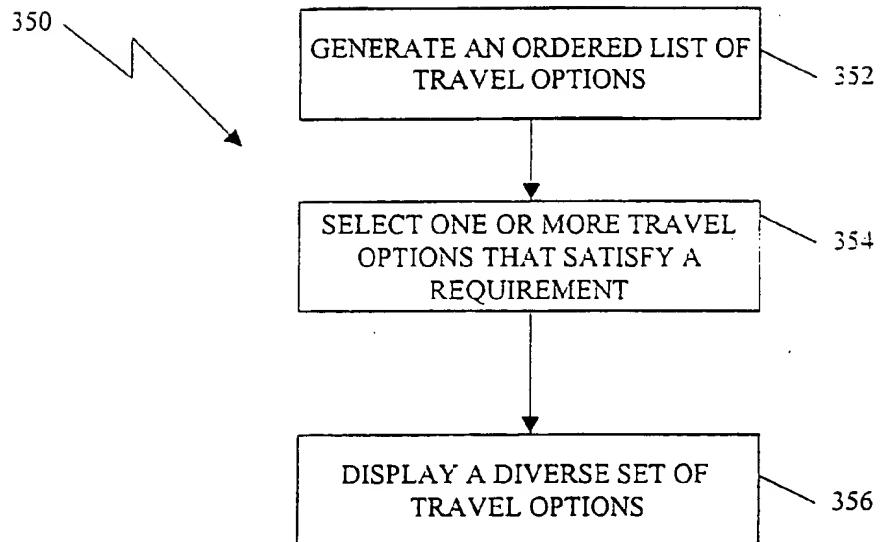 350
GENERATE AN ORDERED LIST OF
TRAVEL OPTIONS
352
SELECT ONE OR MORE TRAVEL
OPTIONS THAT SATISFY A
REQUIREMENT
354
DISPLAY A DIVERSE SET OF
TRAVEL OPTIONS
356